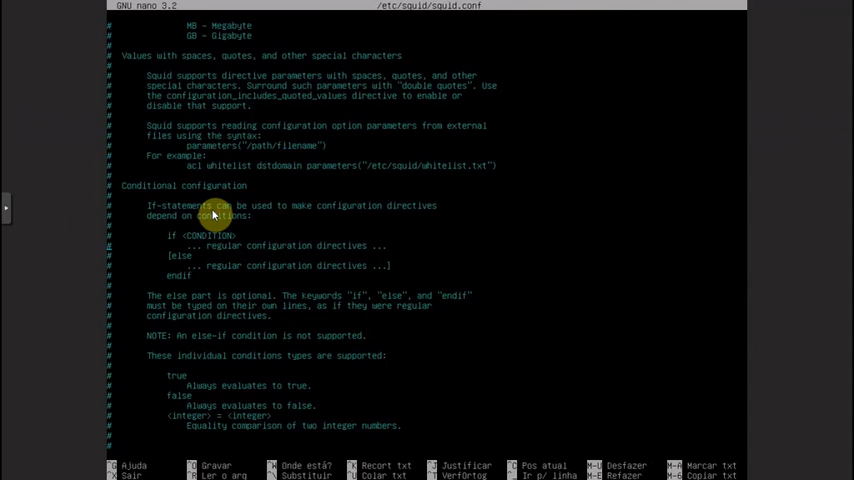 GNU nano 3.2 /etc/squid/squid.conf
# MB - Megabyte
# GB - Gigabyte
#
# Values with spaces, quotes, and other special characters
#
# Squid supports directive parameters with spaces, quotes, and other
# special characters. Surround such parameters with "double quotes". Use
# the configuration_includes_quoted_values directive to enable or
# disable that support.
#
# Squid supports reading configuration option parameters from external
# files using the syntax:
# parameters("/path/filename")
# For example:
# acl whitelist dstdomain parameters("/etc/squid/whitelist.txt")
#
# Conditional configuration
#
# If-statements can be used to make configuration directives
# depend on conditions:
#
# if <CONDITION>
# ... regular configuration directives ...
# [else
# ... regular configuration directives ...]
# endif
#
# The else part is optional. The keywords "if", "else", and "endif"
# must be typed on their own lines, as if they were regular
# configuration directives.
#
# NOTE: An else-if condition is not supported.
#
# These individual conditions types are supported:
#
# true
# Always evaluates to true.
# false
# Always evaluates to false.
# <integer> = <integer>
# Equality comparison of two integer numbers.
#
#
^G Ajuda ^O Gravar ^W Onde está? ^K Recort txt ^J Justificar ^C Pos atual M-U Desfazer M-A Marcar txt
^X Sair ^R Ler o arq ^\ Substituir ^U Colar txt ^T VerfOrtog ^_ Ir p/ linha M-E Refazer M-6 Copiar txt